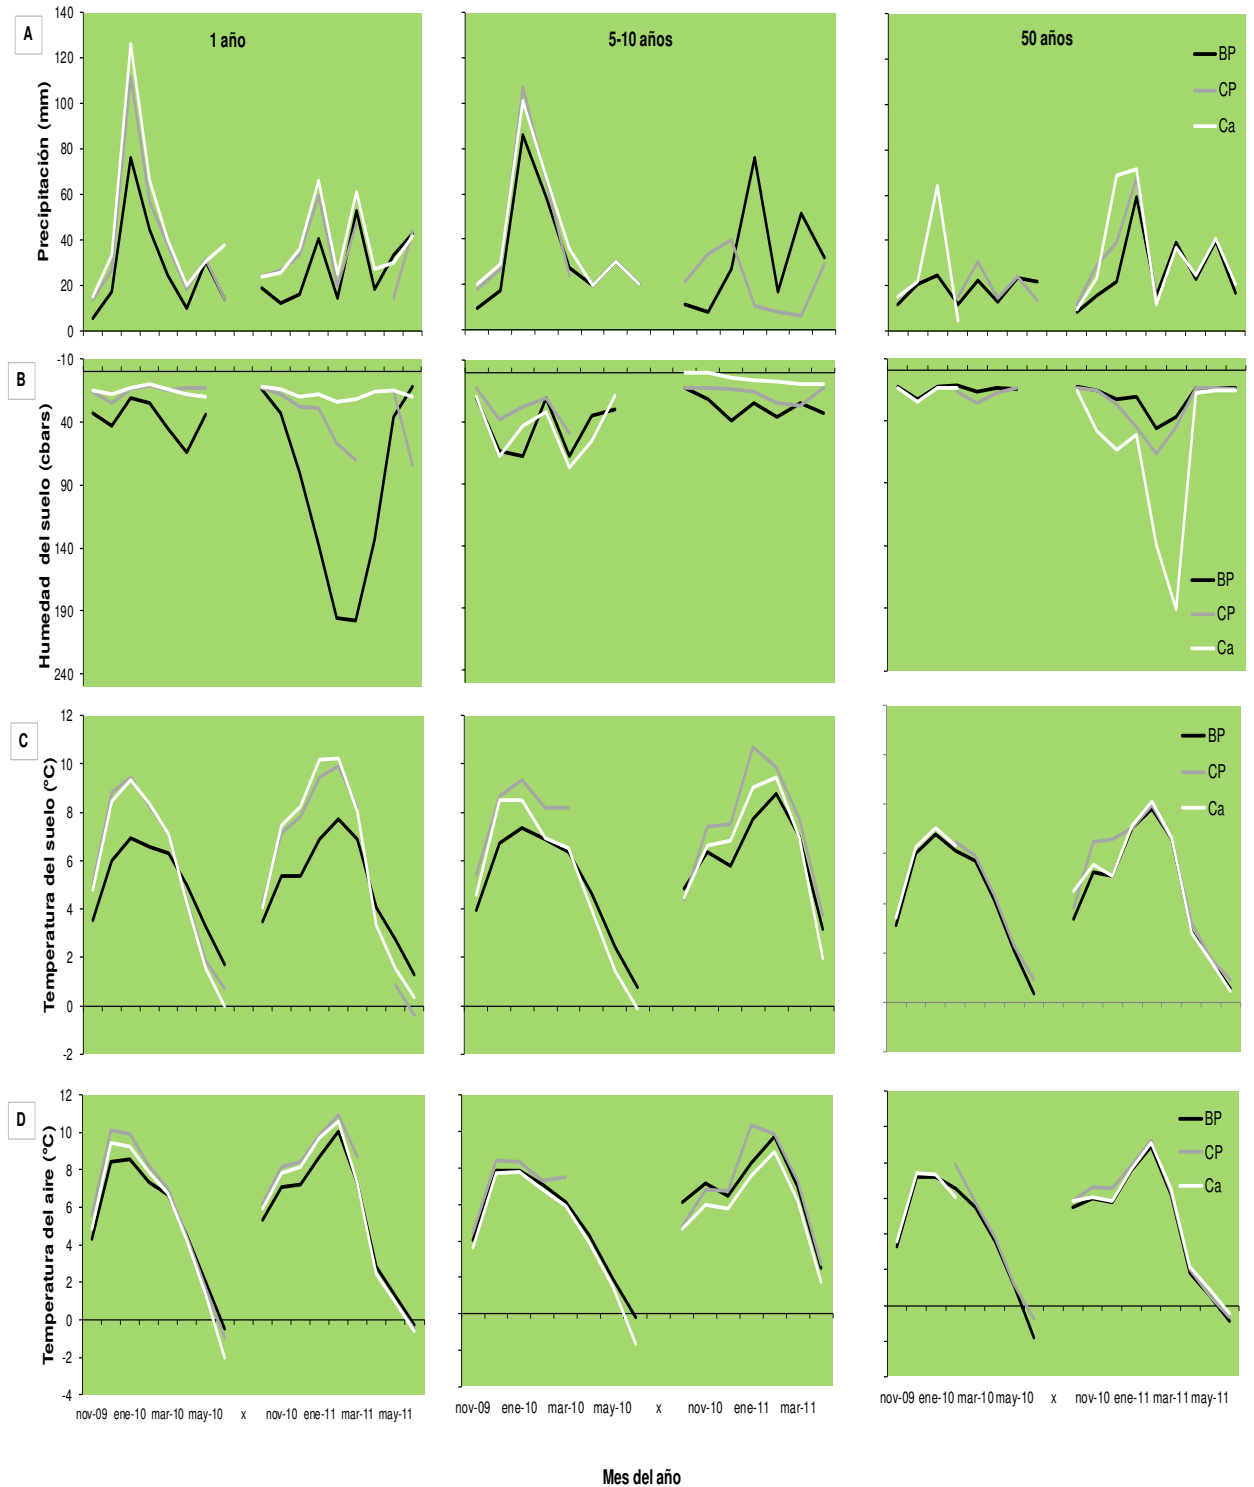 A
1 año
5-10 años
50 años
BP
CP
Ca
Precipitación (mm)
140
120
100
80
60
40
20
0
B
Humedad del suelo (cbars)
-10
40
90
140
190
240
BP
CP
Ca
C
Temperatura del suelo (°C)
12
10
8
6
4
2
0
-2
BP
CP
Ca
D
Temperatura del aire (°C)
12
10
8
6
4
2
0
-2
-4
BP
CP
Ca
nov-09 ene-10 mar-10 may-10 x nov-10 ene-11 mar-11 may-11
nov-09 ene-10 mar-10 may-10 x nov-10 ene-11 mar-11
nov-09 ene-10 mar-10 may-10 x nov-10 ene-11 mar-11 may-11
Mes del año